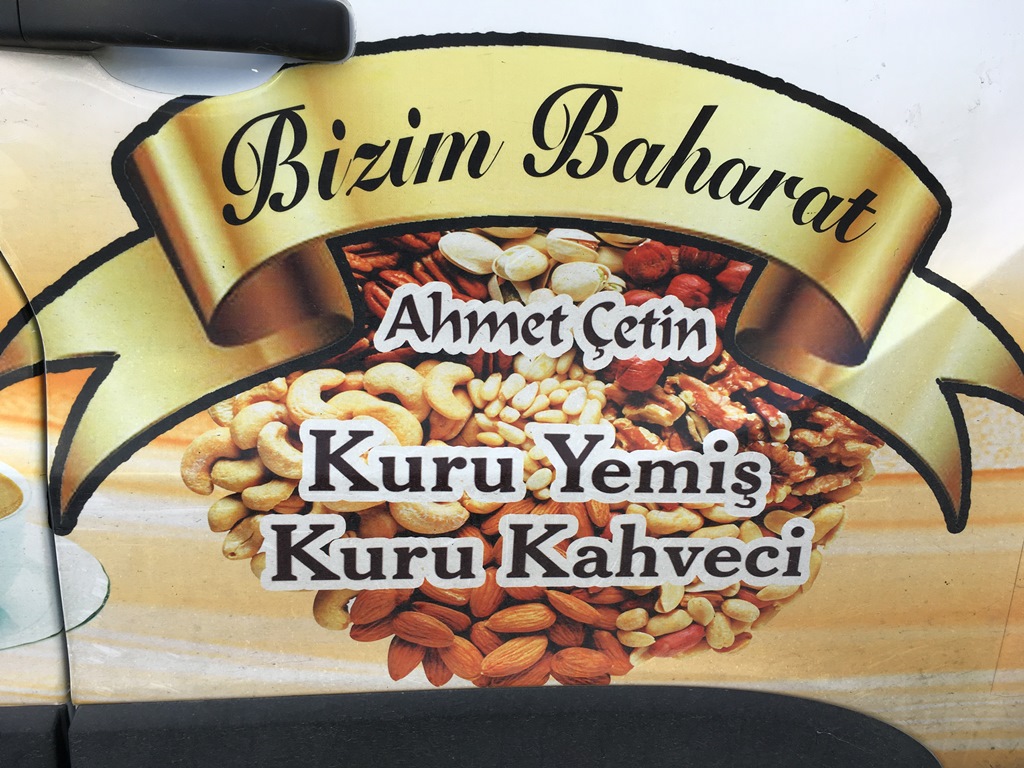 Bizim Baharat
Ahmet Çetin
Kuru Yemiş
Kuru Kahveci